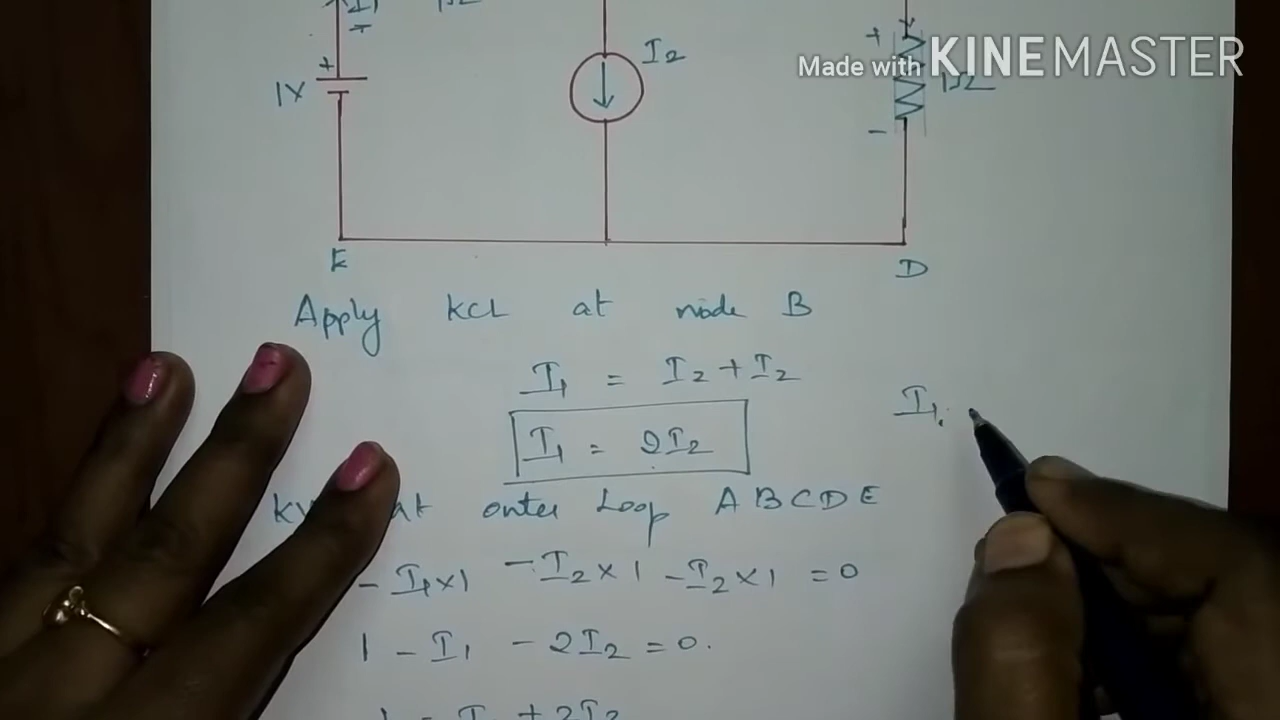 I2
Made with KINEMASTER
+
+
1V
1Ω
-
E
D
Apply KCL at node B
I1 = I2 + I2
I1 = 2I2
I1.
at outer Loop ABCDE
- I1×1 - I2×1 - I2×1 = 0
1 - I1 - 2I2 = 0.